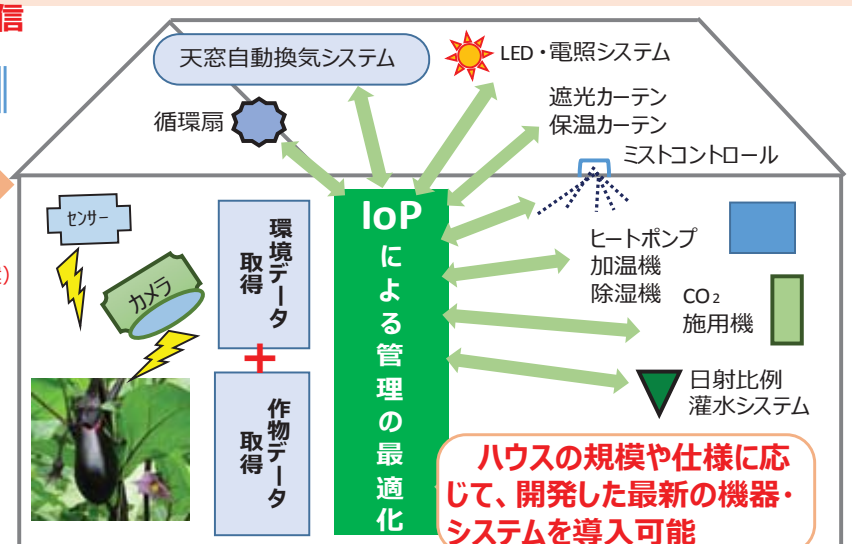 信
天窓自動換気システム
LED・電照システム
循環扇
遮光カーテン
保温カーテン
ミストコントロール
センサー
カメラ
環境データ
取得
+
作物データ
取得
IoPによる管理の最適化
ヒートポンプ
加温機
除湿機
CO₂
施用機
日射比例
灌水システム
ハウスの規模や仕様に応
じて、開発した最新の機器・
システムを導入可能